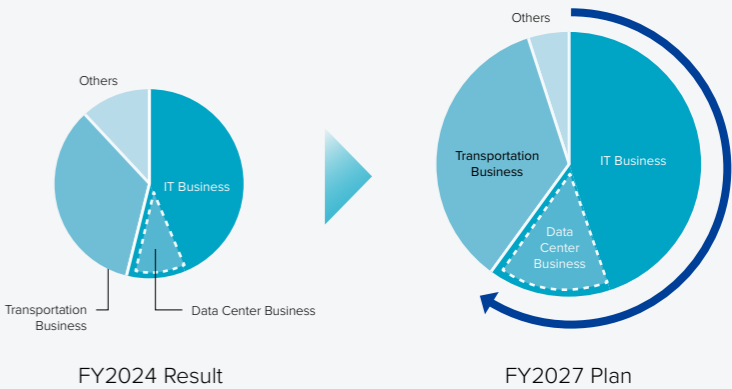 Others
IT Business
Transportation
Business
Data Center Business
FY2024 Result
Others
Transportation
Business
IT Business
Data
Center
Business
FY2027 Plan